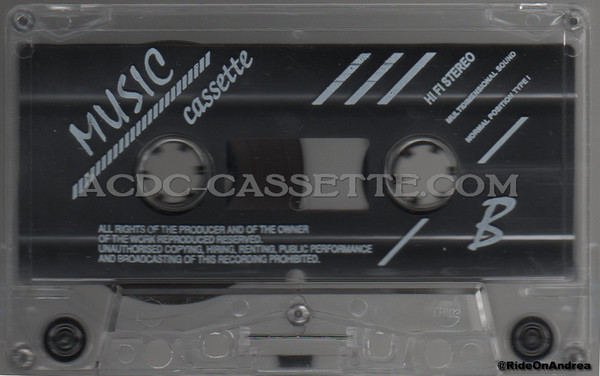 MUSIC
cassette
HI FI STEREO
MULTIDIMENSIONAL SOUND
NORMAL POSITION TYPE I
ACDC-CASSETTE.COM
B
ALL RIGHTS OF THE PRODUCER AND OF THE OWNER
OF THE WORK REPRODUCED RESERVED.
UNAUTHORISED COPYING, HIRING, RENTING, PUBLIC PERFORMANCE
AND BROADCASTING OF THIS RECORDING PROHIBITED.
@RideOnAndrea